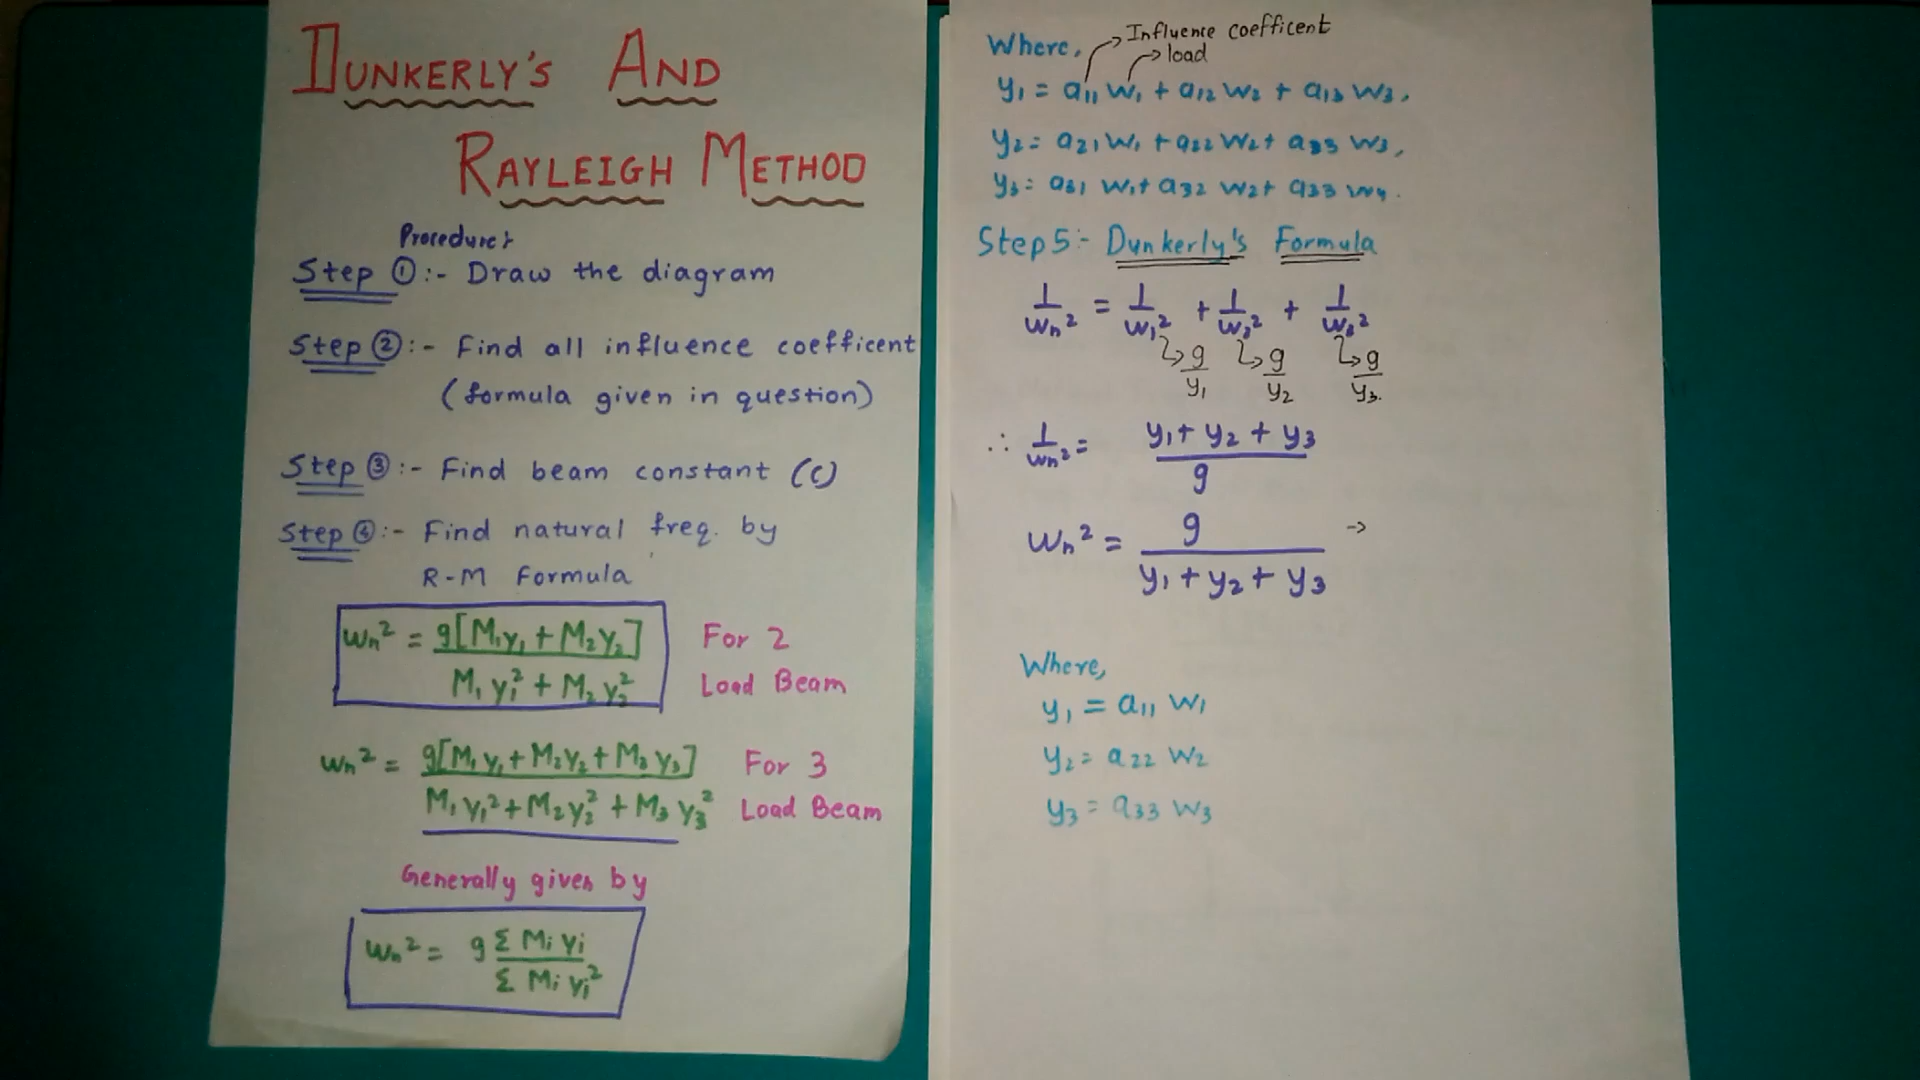 DUNKERLY'S AND
RAYLEIGH METHOD
Procedure:
Step ①:- Draw the diagram
Step ②:- Find all influence coefficent
(formula given in question)
Step ③:- Find beam constant (C)
Step ④:- Find natural freq. by
R-M Formula
Wn² = g[M₁y₁ + M₂y₂] / M₁y₁² + M₂y₂²
For 2
Load Beam
Wn² = g[M₁y₁ + M₂y₂ + M₃y₃] / M₁y₁² + M₂y₂² + M₃y₃²
For 3
Load Beam
Generally given by
Wn² = g Σ Mi yi / Σ Mi yi²
Where,
→ Influence coefficent
→ load
y₁ = a₁₁ W₁ + a₁₂ W₂ + a₁₃ W₃,
y₂ = a₂₁ W₁ + a₂₂ W₂ + a₃₃ W₃,
y₃ = a₃₁ W₁ + a₃₂ W₂ + a₃₃ W₄.
Step 5:- Dunkerly's Formula
1/Wn² = 1/W₁² + 1/W₂² + 1/W₃²
↳ g/y₁ ↳ g/y₂ ↳ g/y₃.
∴ 1/Wn² = y₁ + y₂ + y₃ / g
Wn² = g / y₁ + y₂ + y₃ →
Where,
y₁ = a₁₁ W₁
y₂ = a₂₂ W₂
y₃ = a₃₃ W₃